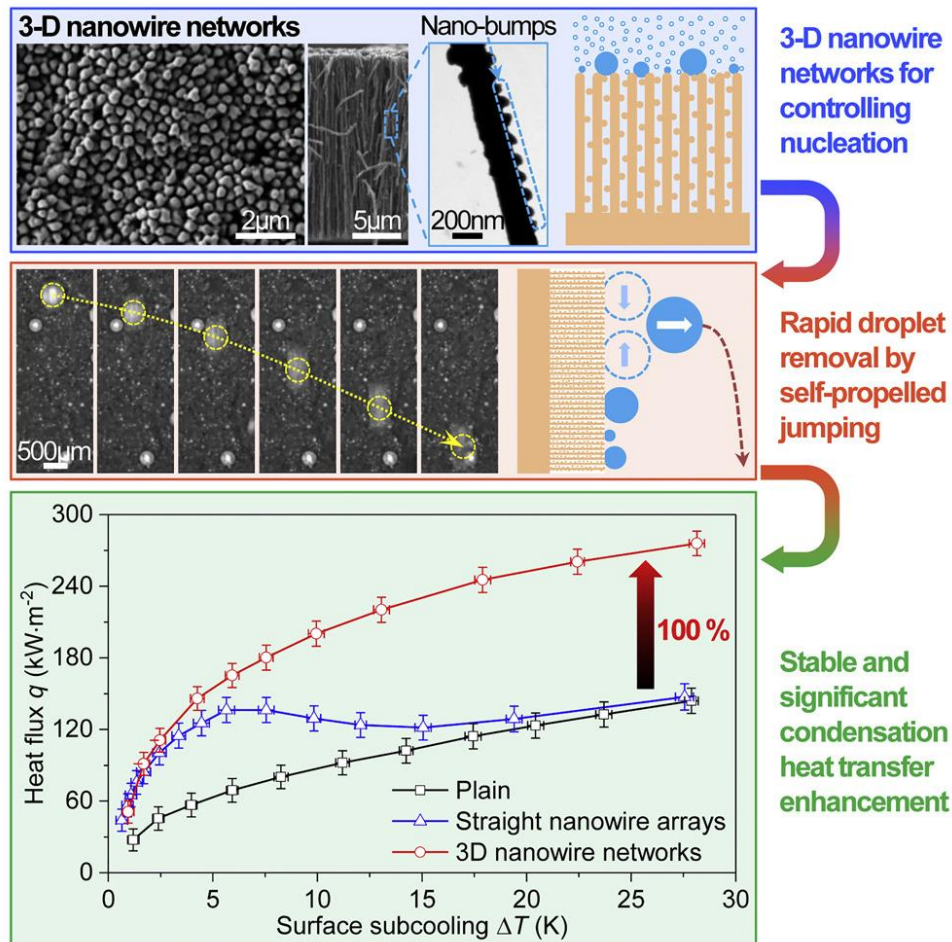 3-D nanowire networks
Nano-bumps
2μm
5μm
200nm
3-D nanowire
networks for
controlling
nucleation
500μm
Rapid droplet
removal by
self-propelled
jumping
300
240
180
120
60
0
Heat flux q (kW·m-2)
100 %
Plain
Straight nanowire arrays
3D nanowire networks
0 5 10 15 20 25 30
Surface subcooling ΔT (K)
Stable and
significant
condensation
heat transfer
enhancement